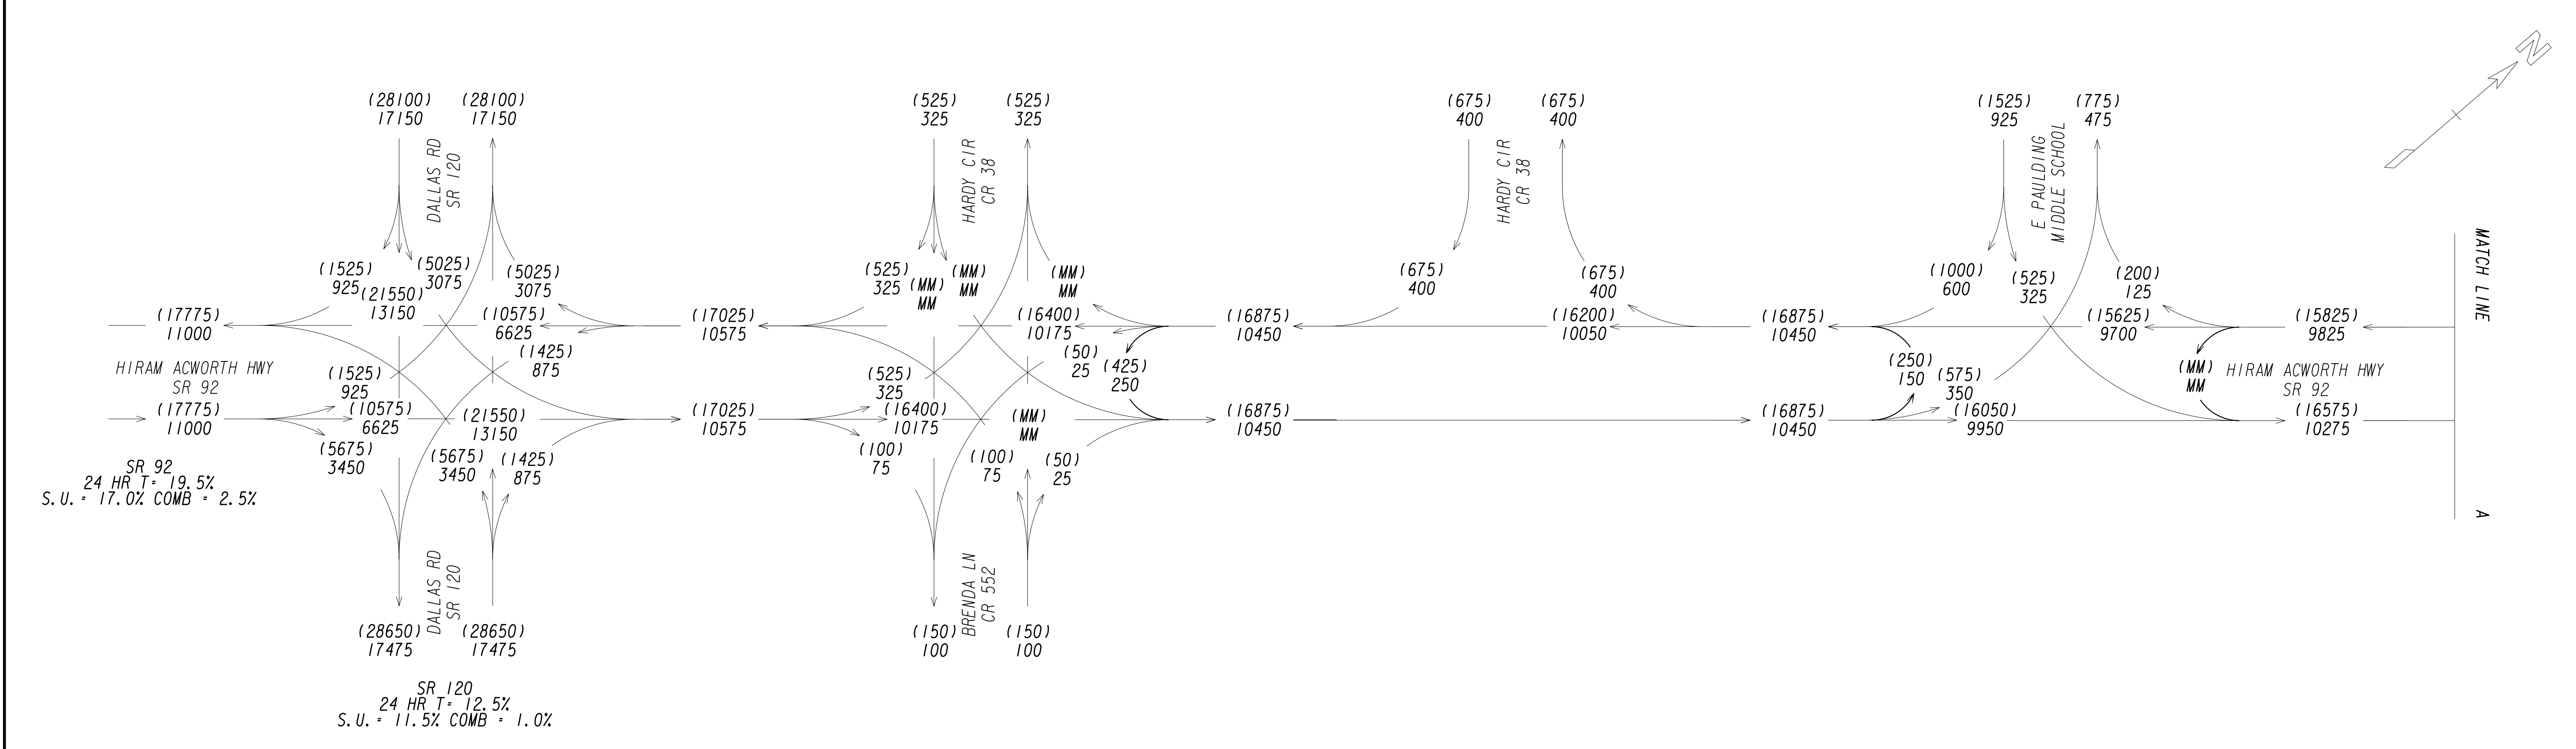 N
(28100) (28100)
17150 17150
DALLAS RD
SR 120
(1525)
925
(21550)
13150
(5025)
3075
(5025)
3075
(17775)
11000
(10575)
6625
(1425)
875
HIRAM ACWORTH HWY
SR 92
(17775)
11000
(1525)
925
(10575)
6625
(21550)
13150
(5675)
3450
(5675)
3450
(1425)
875
SR 92
24 HR T= 19.5%
S.U.= 17.0% COMB = 2.5%
DALLAS RD
SR 120
(28650) (28650)
17475 17475
SR 120
24 HR T= 12.5%
S.U.= 11.5% COMB = 1.0%
(17025)
10575
(17025)
10575
(525) (525)
325 325
HARDY CIR
CR 38
(525)
325
(MM)
MM
(MM)
MM
(MM)
MM
(16400)
10175
(50)
25
(425)
250
(525)
325
(16400)
10175
(MM)
MM
(100)
75
(100)
75
(50)
25
BRENDA LN
CR 552
(150) (150)
100 100
(16875)
10450
(16875)
10450
(675) (675)
400 400
HARDY CIR
CR 38
(675)
400
(675)
400
(16200)
10050
(16875)
10450
(16875)
10450
(1525) (775)
925 475
E PAULDING
MIDDLE SCHOOL
(1000)
600
(525)
325
(200)
125
(15625)
9700
(15825)
9825
(250)
150
(575)
350
(16050)
9950
(MM)
MM
HIRAM ACWORTH HWY
SR 92
(16575)
10275
MATCH LINE
A